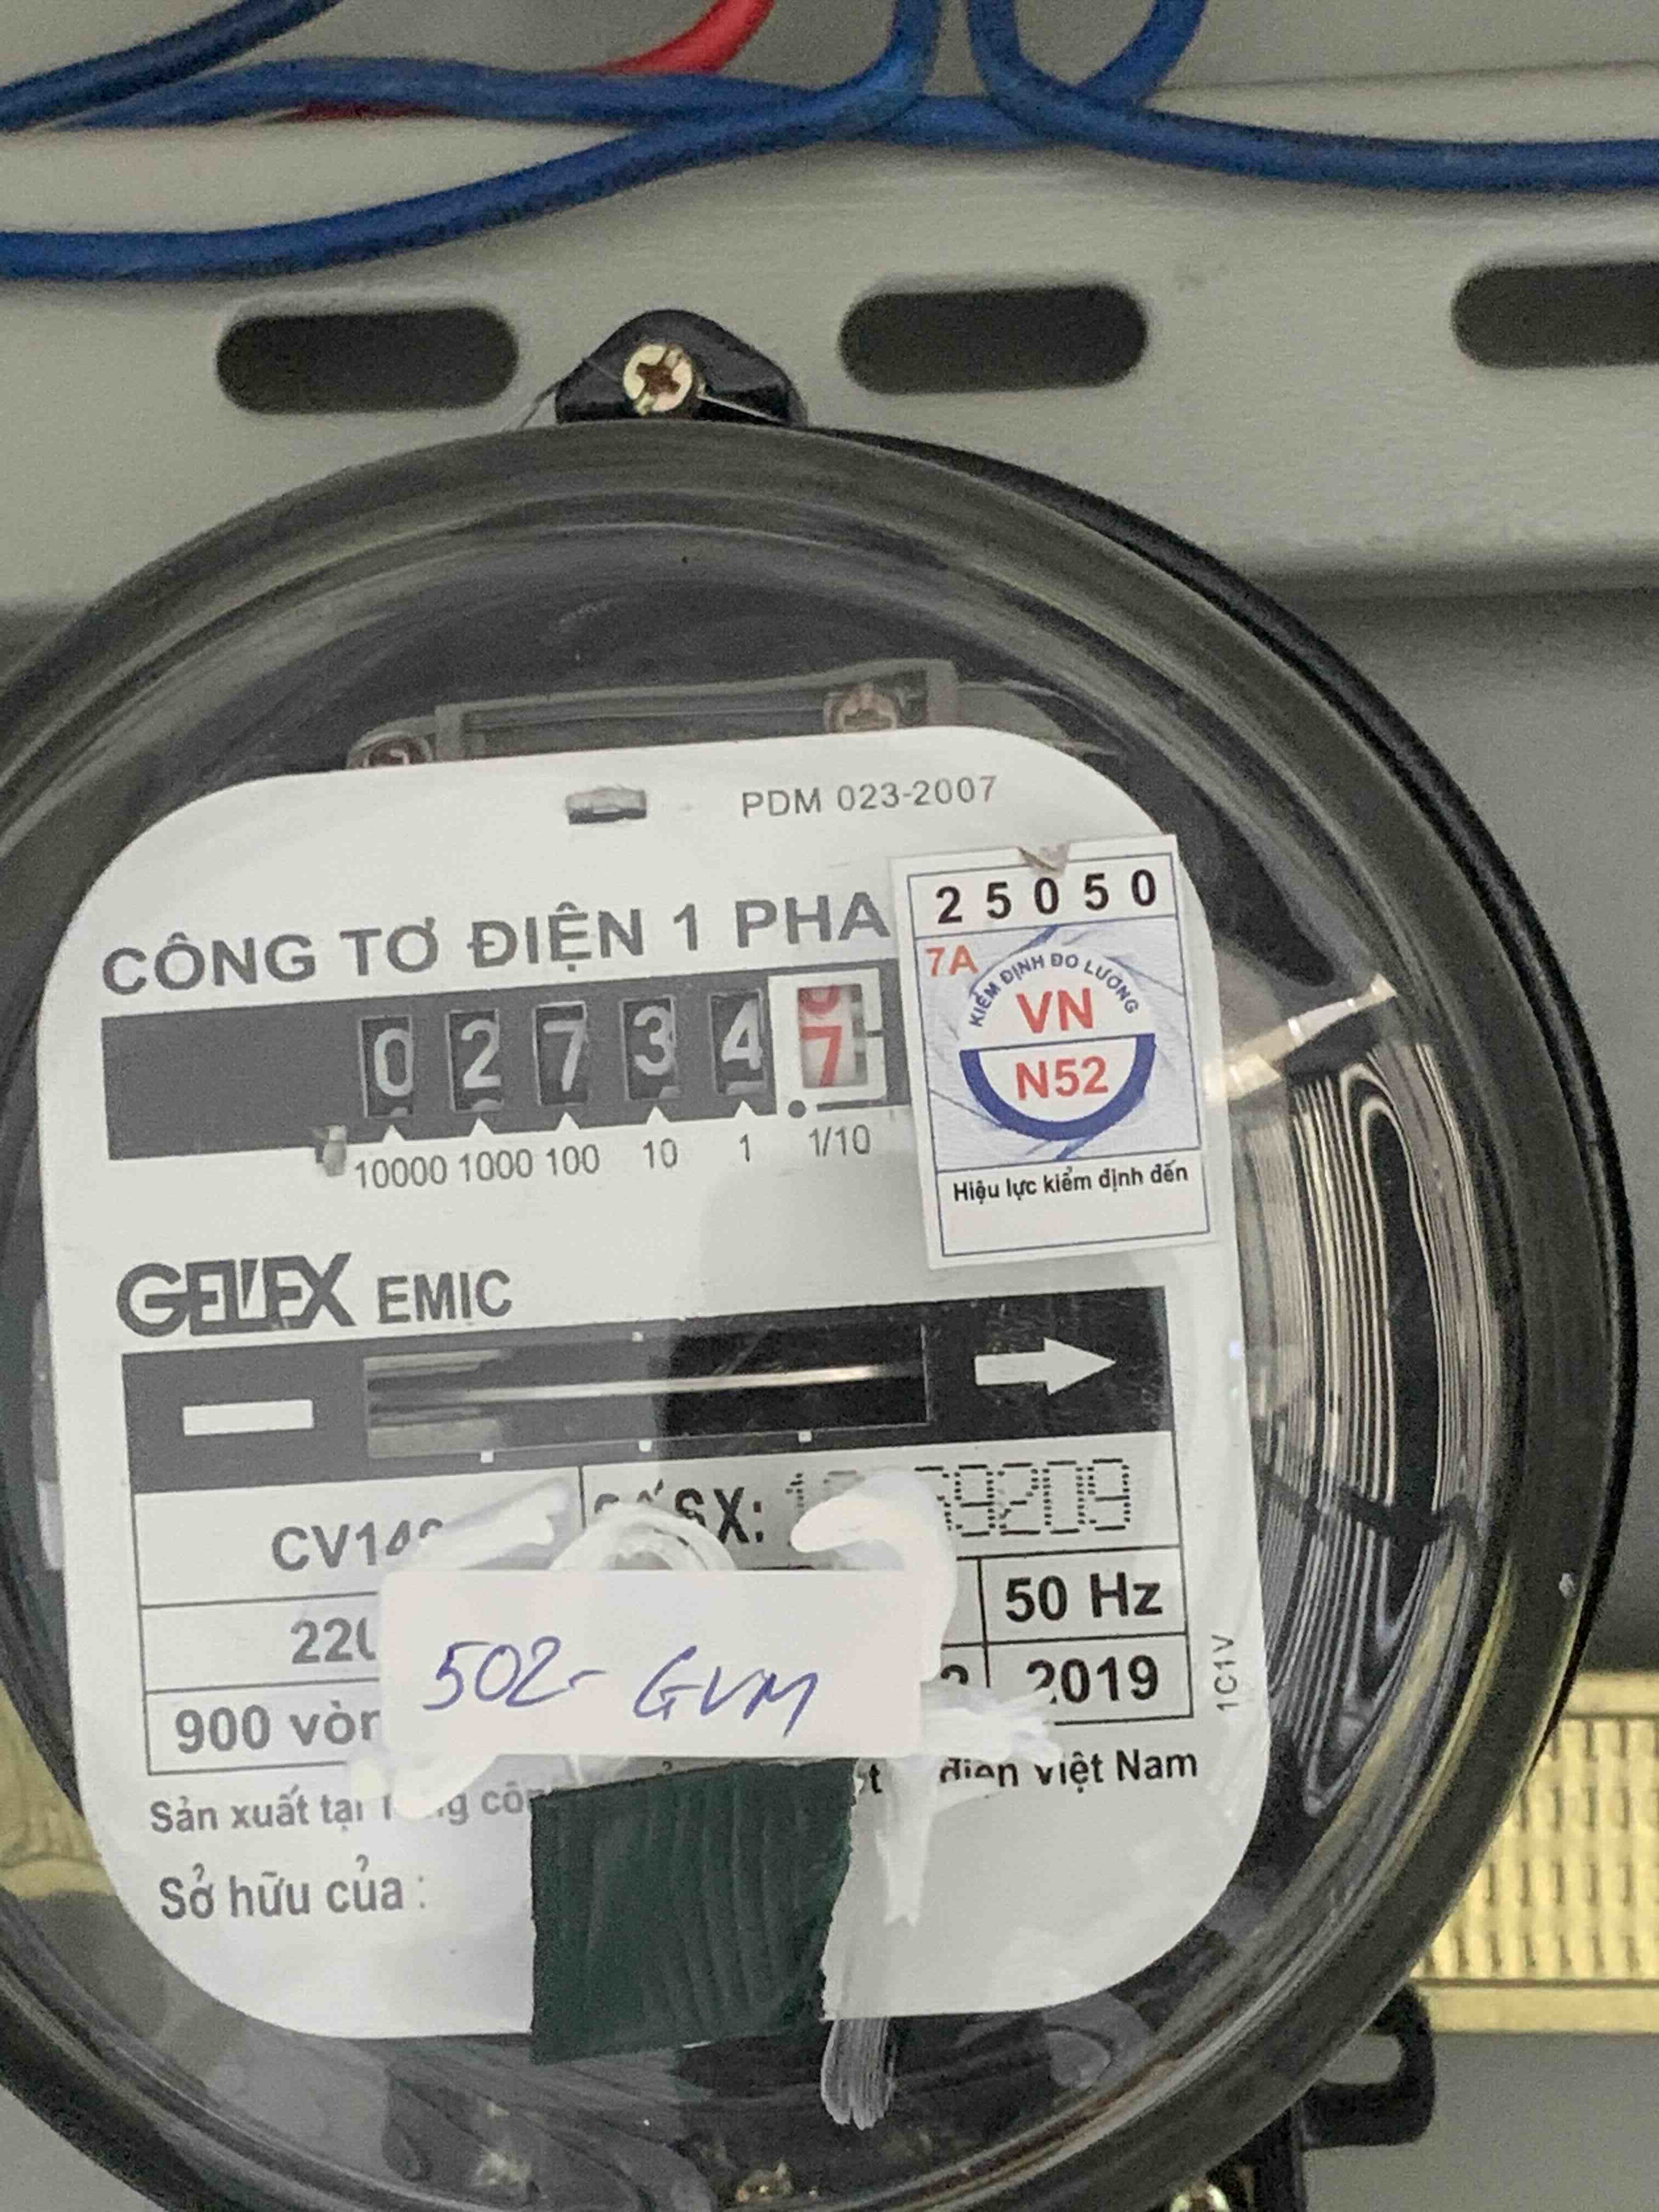 PDM 023-2007
25050
CÔNG TƠ ĐIỆN 1 PHA
7A
KIỂM ĐỊNH ĐO LƯỜNG
VN
N52
0 2 7 3 4 7
10000 1000 100 10 1 1/10
Hiệu lực kiểm định đến
GELEX EMIC
SX: 9209
CV14
50 Hz
220
502- GVM
2019
900
1C1V
Sản xuất tại điện việt Nam
Sở hữu của :